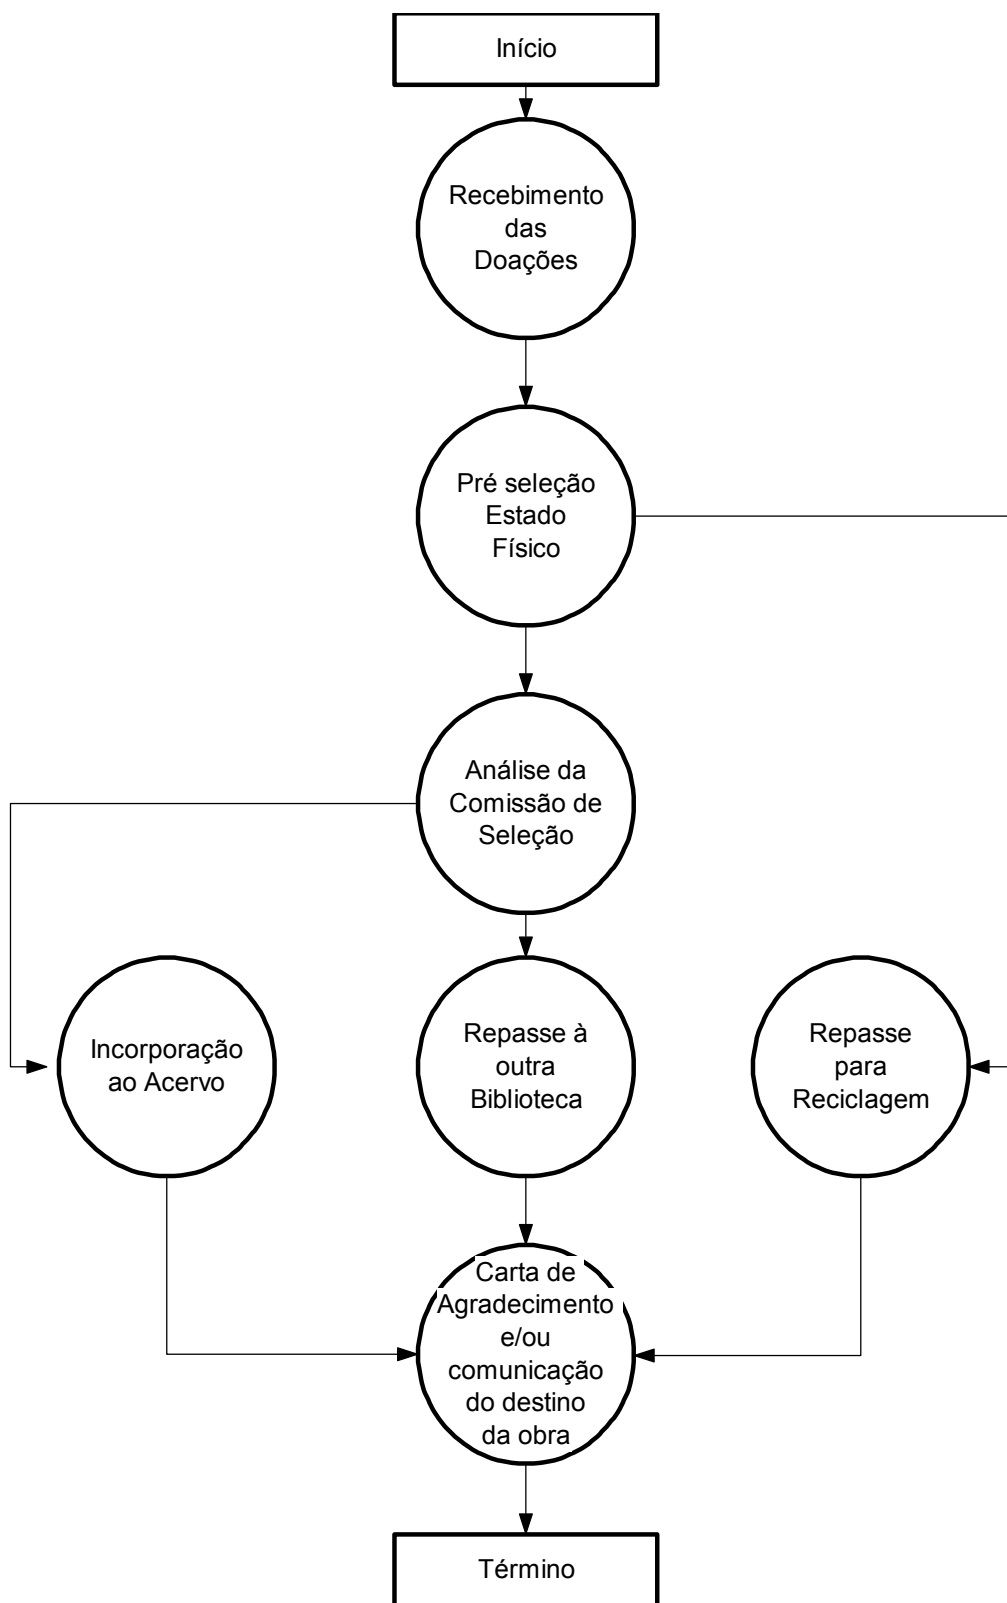 Início
Recebimento
das
Doações
Pré seleção
Estado
Físico
Análise da
Comissão de
Seleção
Incorporação
ao Acervo
Repasse à
outra
Biblioteca
Repasse
para
Reciclagem
Carta de
Agradecimento
e/ou
comunicação
do destino
da obra
Término